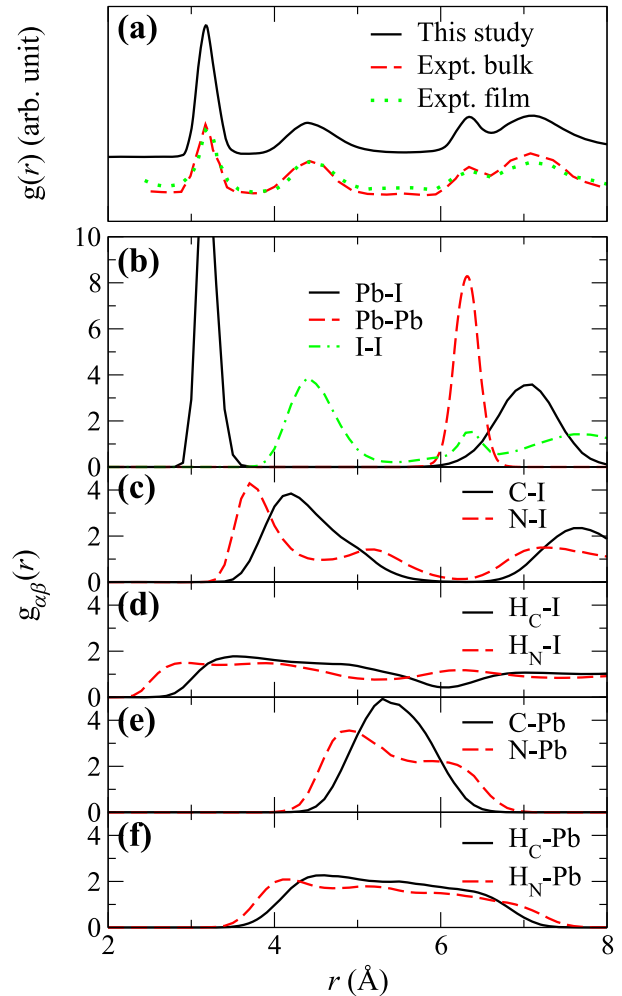 (a)
This study
Expt. bulk
Expt. film
g(r) (arb. unit)
(b)
10
8
6
4
2
0
Pb-I
Pb-Pb
I-I
(c)
4
2
0
C-I
N-I
gαβ(r)
(d)
4
2
0
H_C-I
H_N-I
(e)
4
2
0
C-Pb
N-Pb
(f)
4
2
0
H_C-Pb
H_N-Pb
2 4 6 8
r (Å)